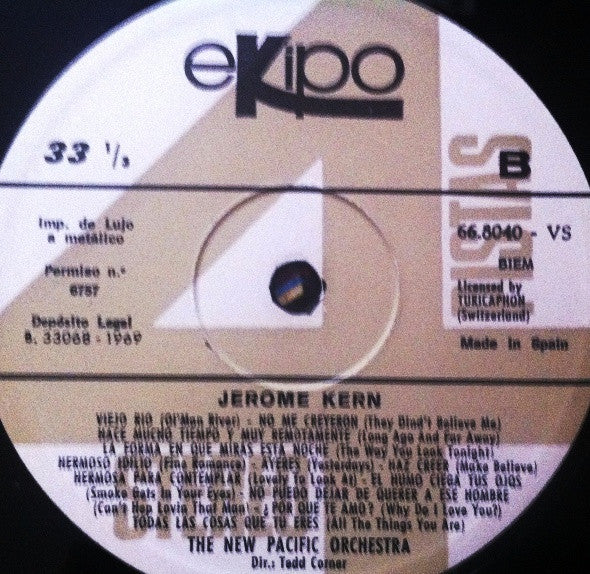 eKipo
33 1/3
B
Imp. de Lujo
a metálico
Permiso n.º
6757
Depósito Legal
B. 33068 - 1969
66.8040 - VS
BIEM
Licensed by
TURICAPHON
(Switzerland)
Made in Spain
JEROME KERN
VIEJO RIO (Ol'Man River) - NO ME CREYERON (They Dind't Believe Me)
HACE MUCHO TIEMPO Y MUY REMOTAMENTE (Long Ago And Far Away)
LA FORMA EN QUE MIRAS ESTA NOCHE (The Way You Look Tonight)
HERMOSO IDILIO (Fina Romance) - AYERES (Yesterdays) - HAZ CREER (Make Believe)
HERMOSA PARA CONTEMPLAR (Lovely To Look At) - EL HUMO CIEGA TUS OJOS
(Smoke Gets In Your Eyes) - NO PUEDO DEJAR DE QUERER A ESE HOMBRE
(Can't Hep Lovin That Man - ¿POR QUE TE AMO? (Why Do I Love You?)
TODAS LAS COSAS QUE TU ERES (All The Things You Are)
THE NEW PACIFIC ORCHESTRA
Dir.: Tedd Corner